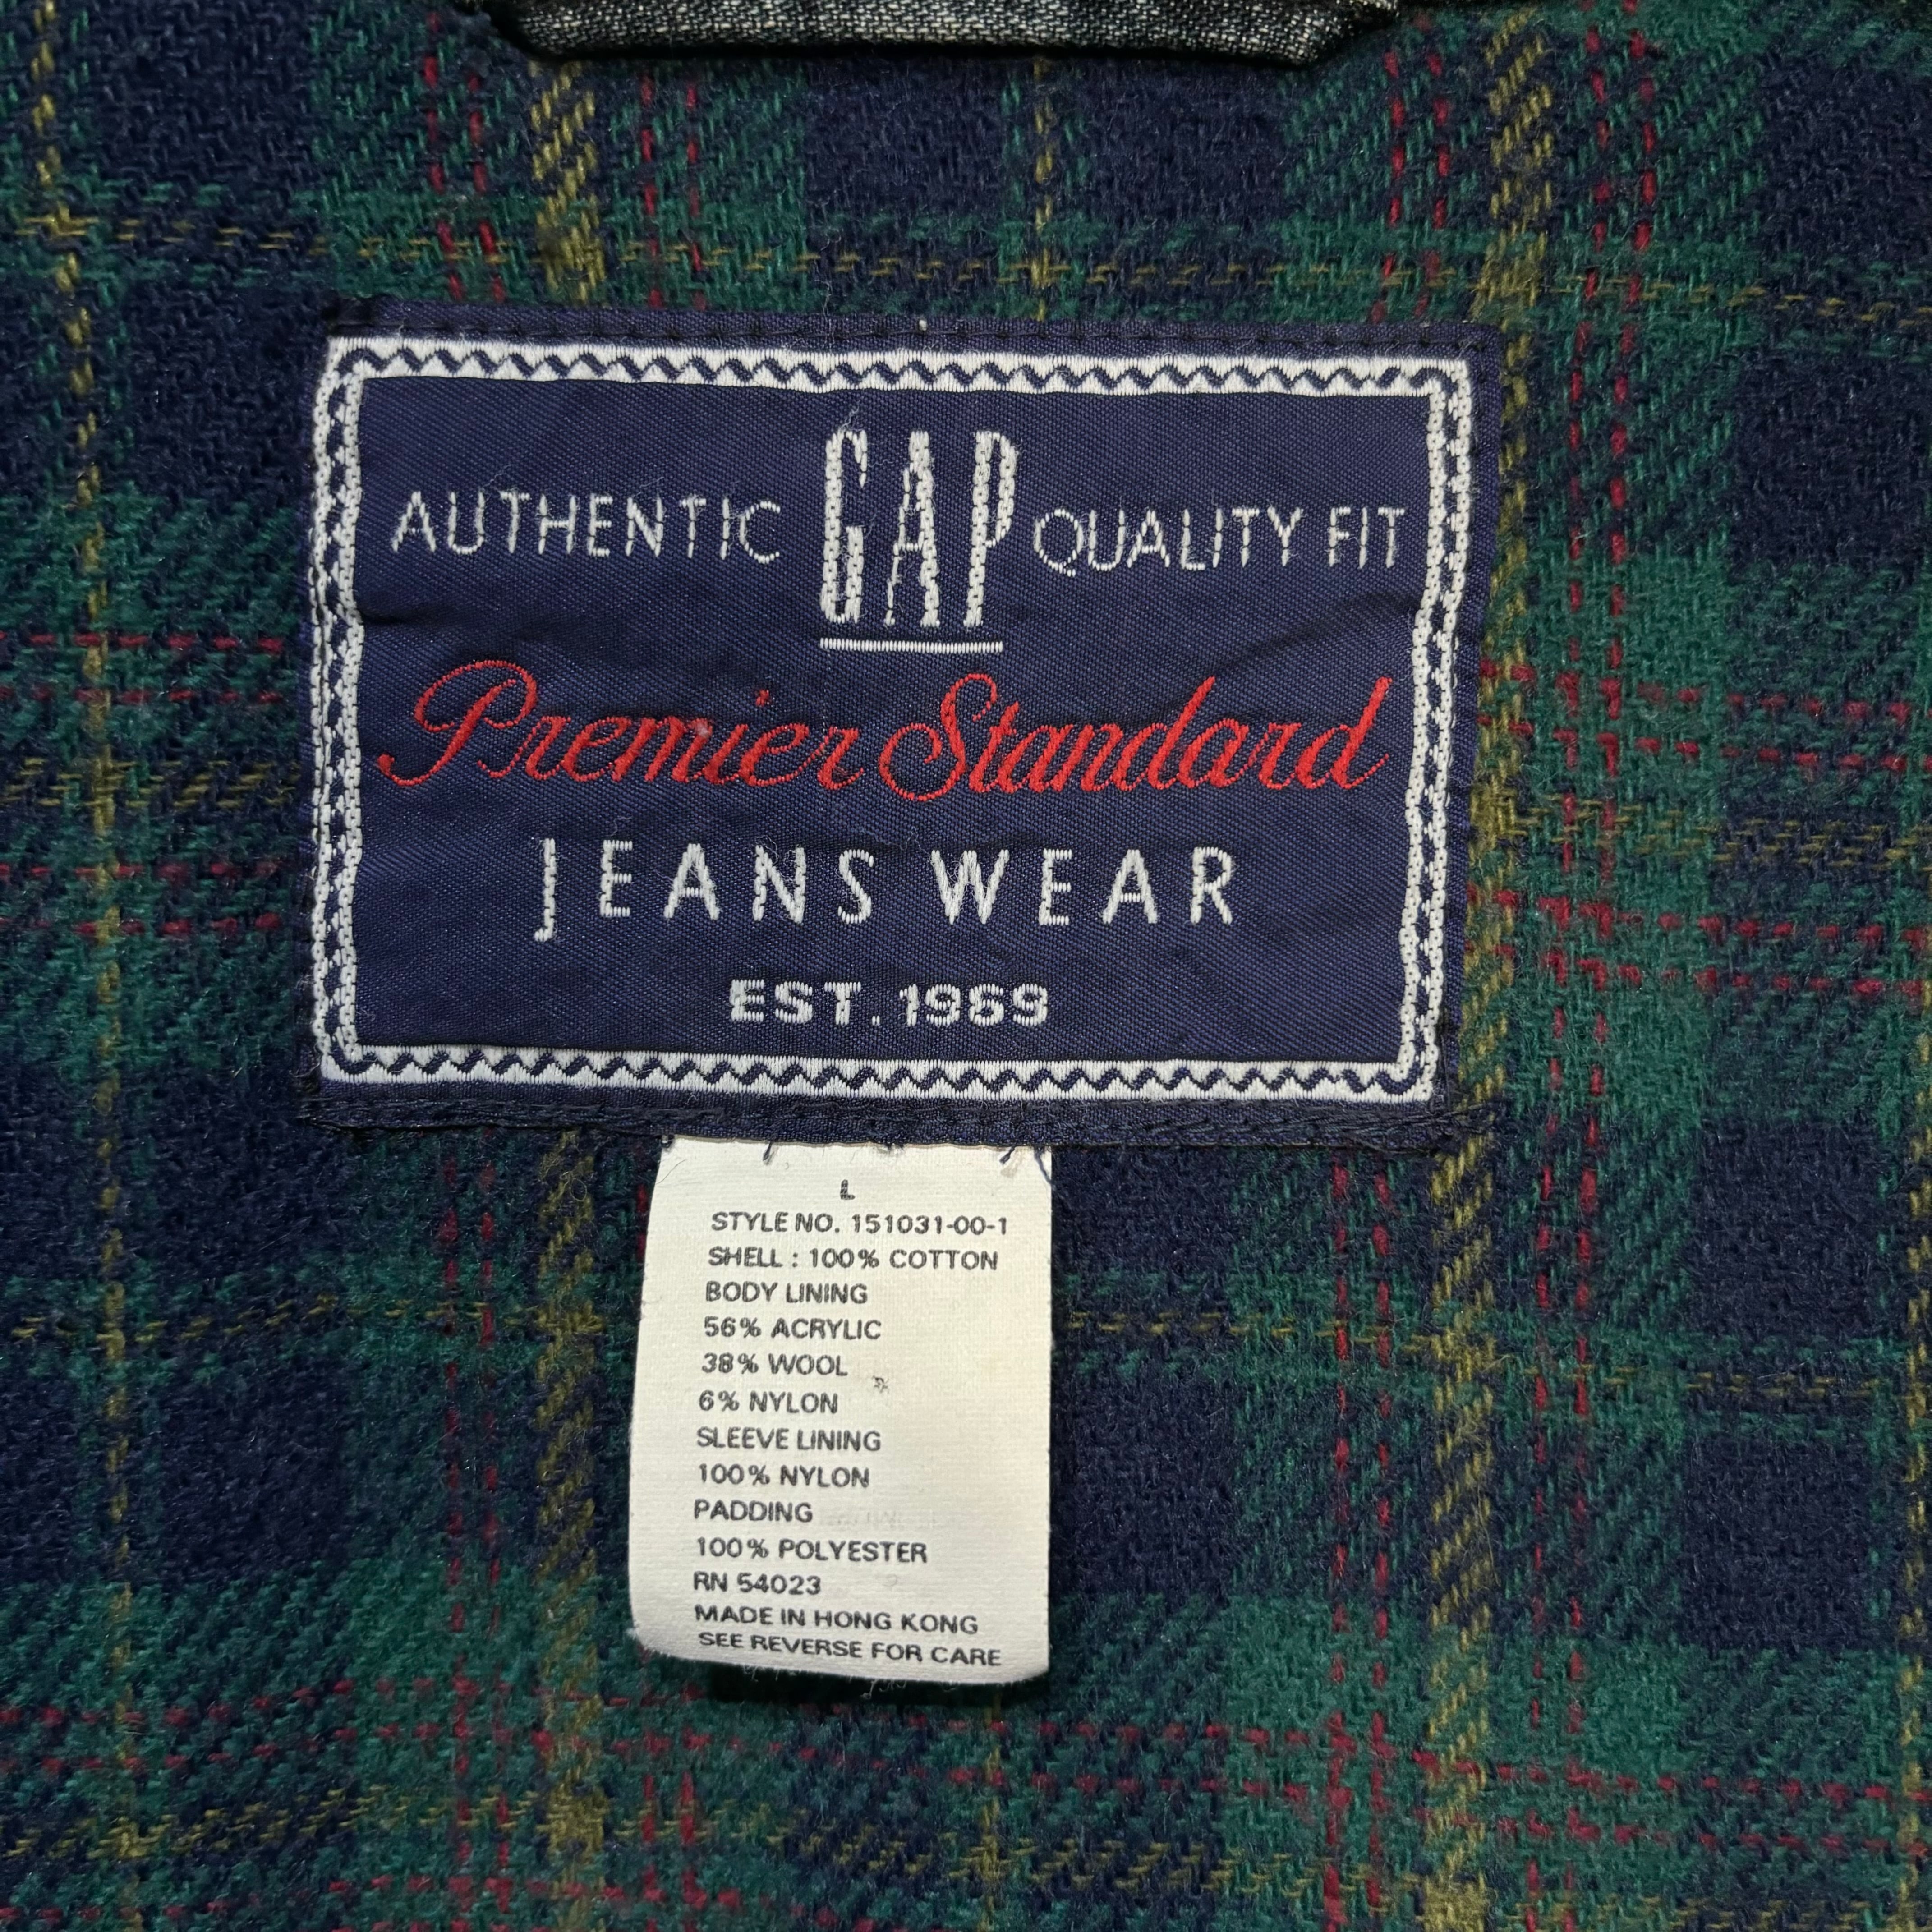 AUTHENTIC GAP QUALITY FIT
Premier Standard
JEANS WEAR
EST. 1969
L
STYLE NO. 151031-00-1
SHELL : 100% COTTON
BODY LINING
56% ACRYLIC
38% WOOL
6% NYLON
SLEEVE LINING
100% NYLON
PADDING
100% POLYESTER
RN 54023
MADE IN HONG KONG
SEE REVERSE FOR CARE